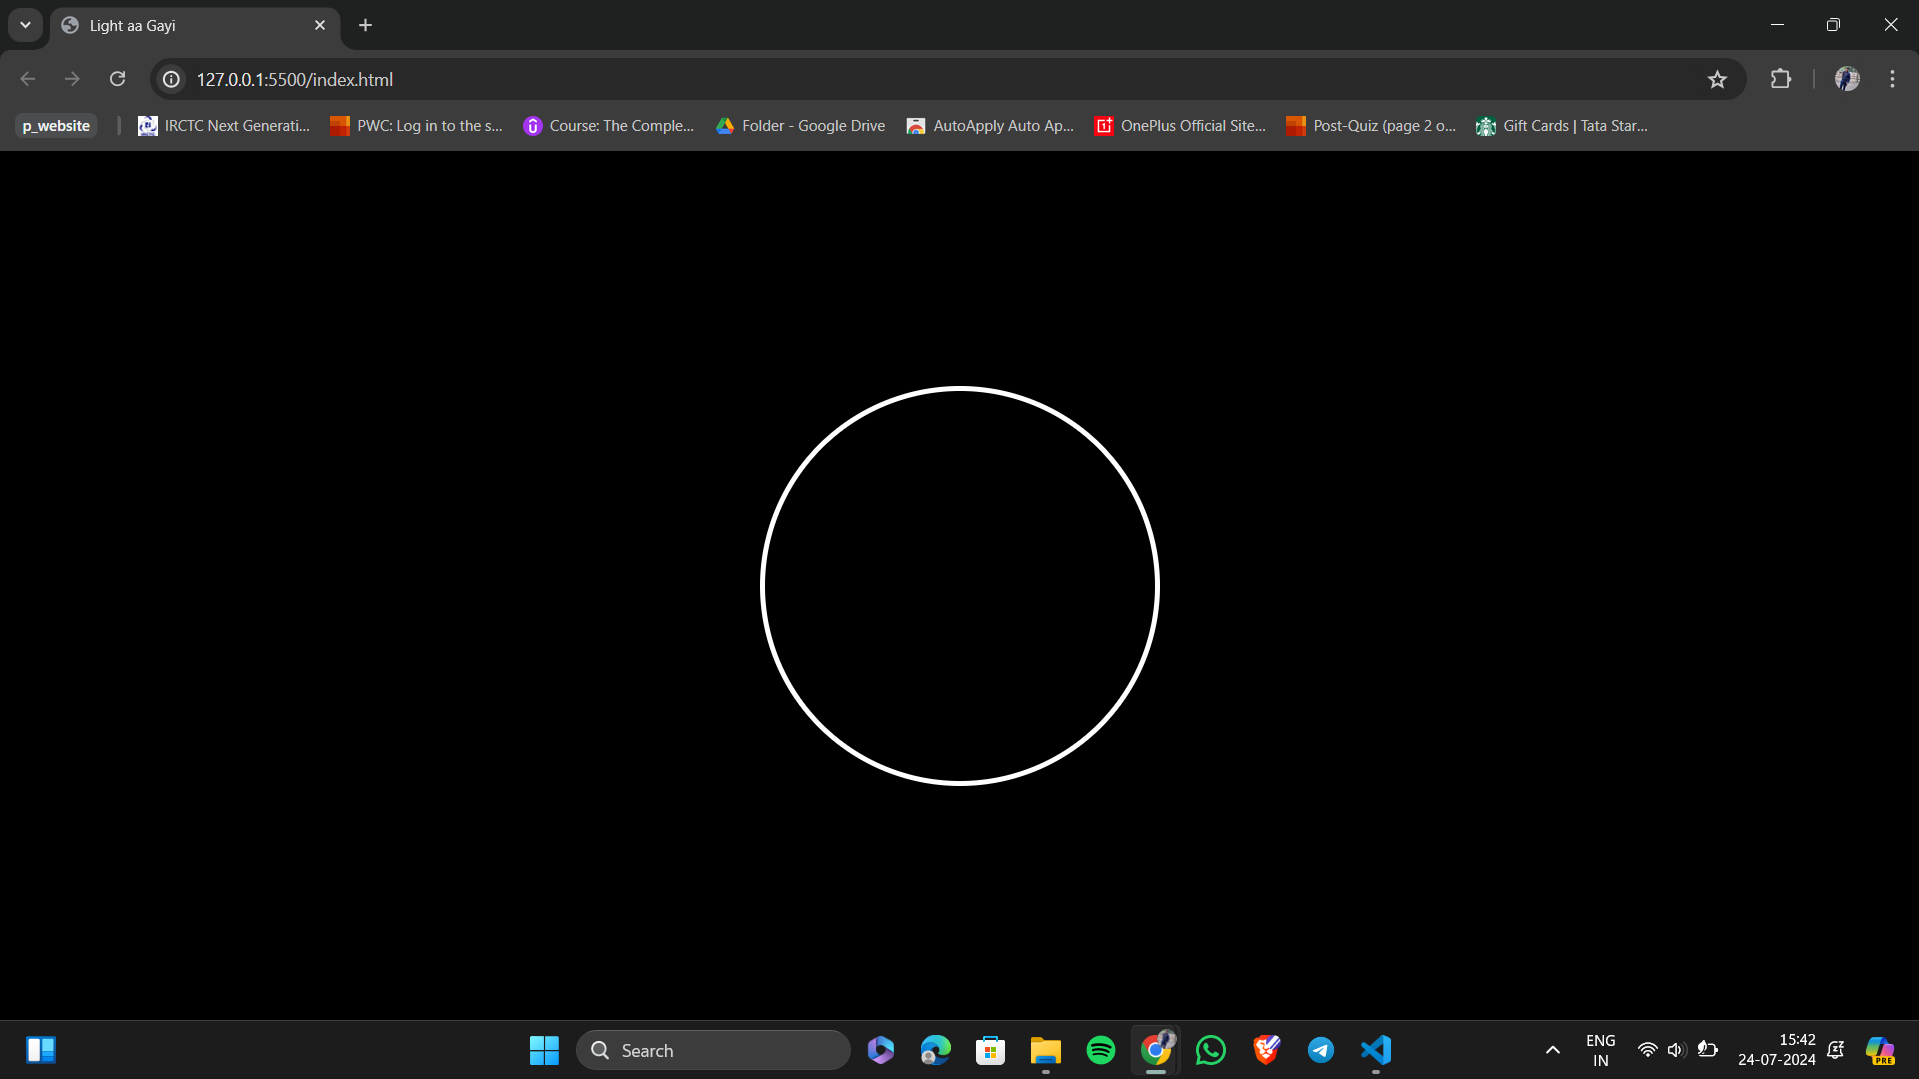 Light aa Gayi
127.0.0.1:5500/index.html
p_website
IRCTC Next Generati...
PWC: Log in to the s...
Course: The Comple...
Folder - Google Drive
AutoApply Auto Ap...
OnePlus Official Site...
Post-Quiz (page 2 o...
Gift Cards | Tata Star...
Search
ENG
IN
15:42
24-07-2024
PRE